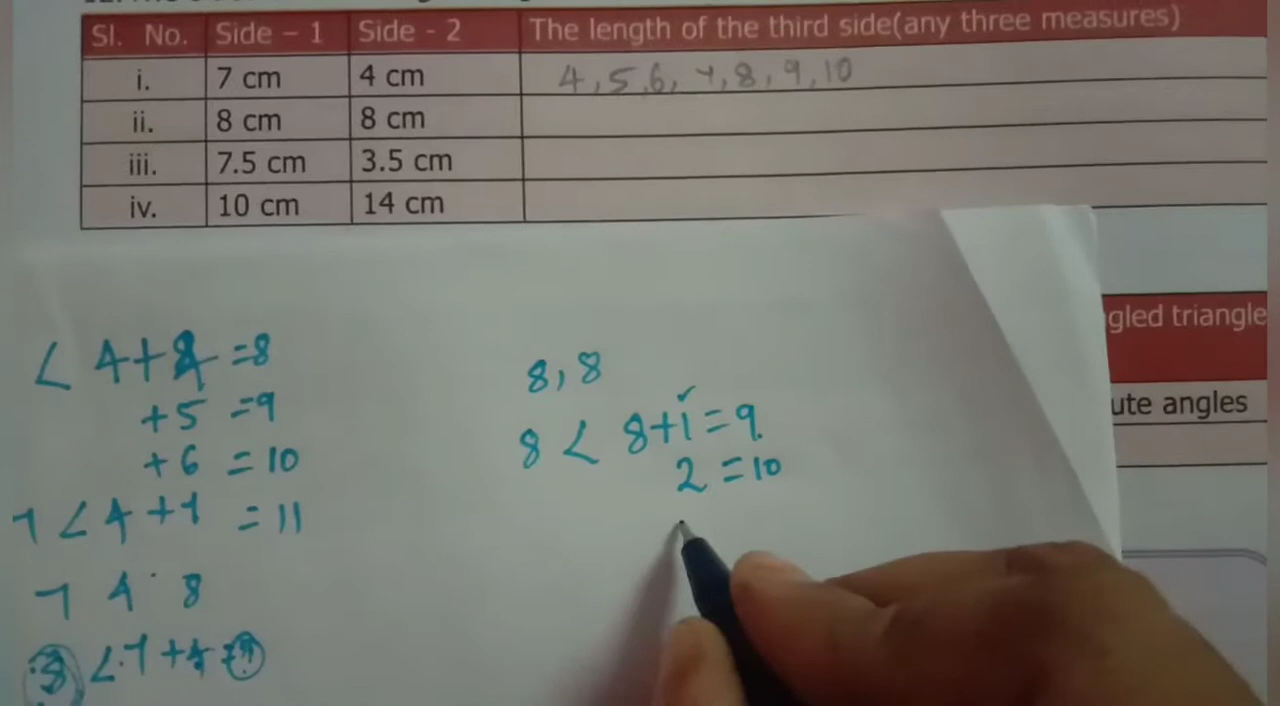 Sl. No. Side – 1 Side - 2 The length of the third side(any three measures)
i. 7 cm 4 cm 4, 5, 6, 7, 8, 9, 10
ii. 8 cm 8 cm
iii. 7.5 cm 3.5 cm
iv. 10 cm 14 cm
gled triangle
ute angles
< 4+4 =8
+5 =9
+6 = 10
7 < 4 +7 = 11
7 4 8
8 < 7 +4
8, 8
8 < 8+1 = 9
2 = 10